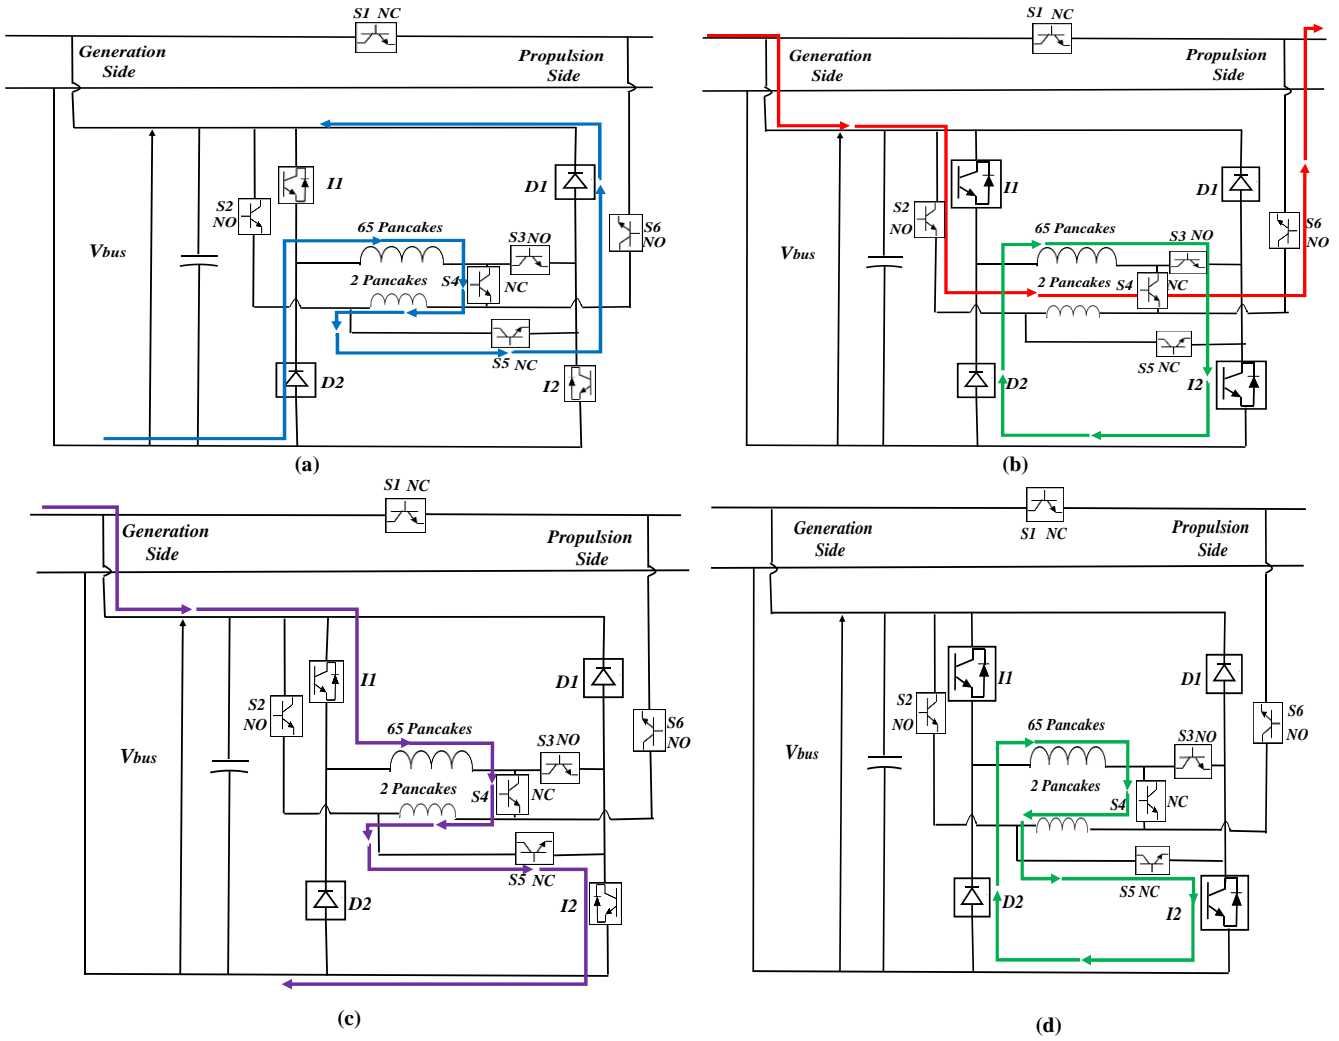 S1 NC
Generation
Side
Propulsion
Side
I1
D1
S2
NO
S6
NO
65 Pancakes
S3 NO
Vbus
2 Pancakes
S4
NC
S5 NC
D2
I2
(a)
S1 NC
Generation
Side
Propulsion
Side
I1
D1
S2
NO
S6
NO
65 Pancakes
S3 NO
Vbus
2 Pancakes
S4
NC
S5 NC
D2
I2
(b)
S1 NC
Generation
Side
Propulsion
Side
I1
D1
S2
NO
S6
NO
65 Pancakes
S3 NO
Vbus
2 Pancakes
S4
NC
S5 NC
D2
I2
(c)
S1 NC
Generation
Side
Propulsion
Side
I1
D1
S2
NO
S6
NO
65 Pancakes
S3 NO
Vbus
2 Pancakes
S4
NC
S5 NC
D2
I2
(d)